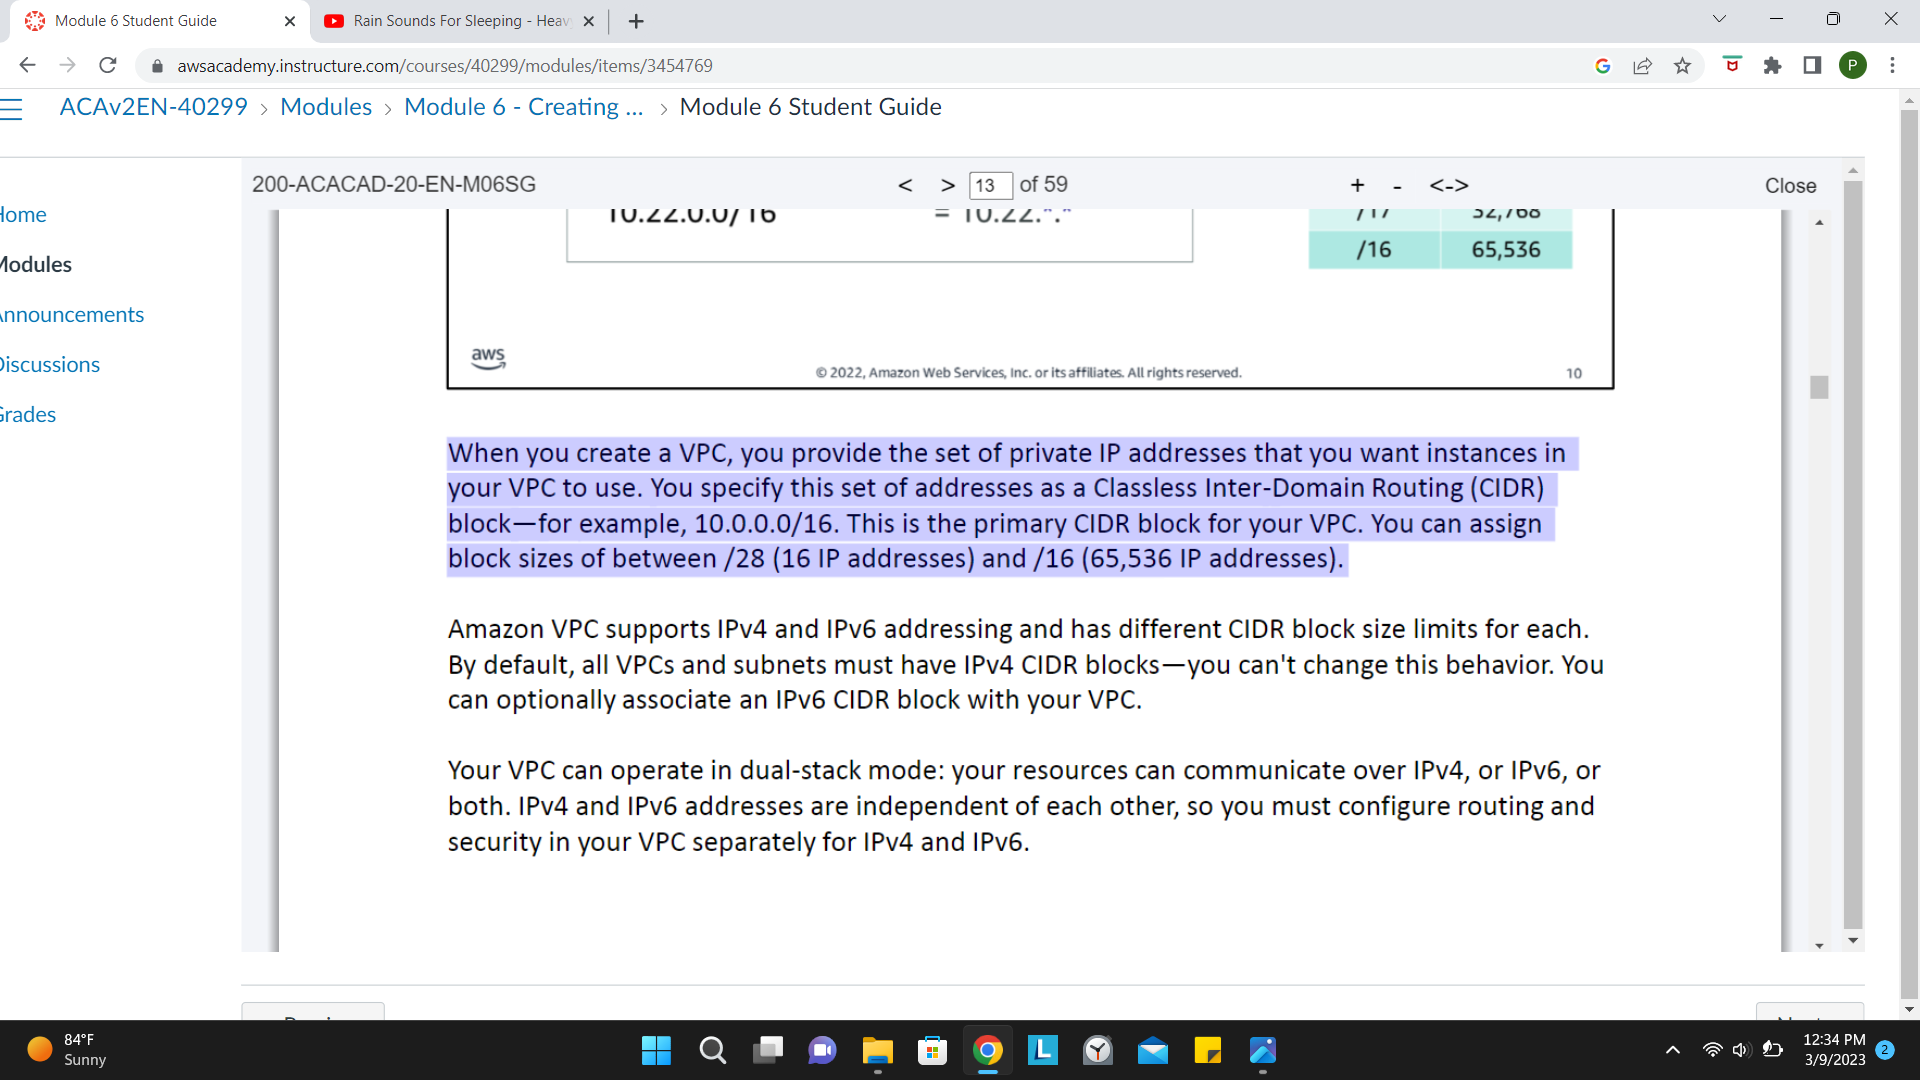 Module 6 Student Guide
Rain Sounds For Sleeping - Heav
awsacademy.instructure.com/courses/40299/modules/items/3454769
P
ACAv2EN-40299 > Modules > Module 6 - Creating ... > Module 6 Student Guide
200-ACACAD-20-EN-M06SG < > 13 of 59 + - <-> Close
Home
Modules
Announcements
Discussions
Grades
10.22.0.0/16 = 10.22.*.*
/17 32,768
/16 65,536
aws
© 2022, Amazon Web Services, Inc. or its affiliates. All rights reserved. 10
When you create a VPC, you provide the set of private IP addresses that you want instances in
your VPC to use. You specify this set of addresses as a Classless Inter-Domain Routing (CIDR)
block—for example, 10.0.0.0/16. This is the primary CIDR block for your VPC. You can assign
block sizes of between /28 (16 IP addresses) and /16 (65,536 IP addresses).
Amazon VPC supports IPv4 and IPv6 addressing and has different CIDR block size limits for each.
By default, all VPCs and subnets must have IPv4 CIDR blocks—you can't change this behavior. You
can optionally associate an IPv6 CIDR block with your VPC.
Your VPC can operate in dual-stack mode: your resources can communicate over IPv4, or IPv6, or
both. IPv4 and IPv6 addresses are independent of each other, so you must configure routing and
security in your VPC separately for IPv4 and IPv6.
84°F
Sunny
L
12:34 PM
3/9/2023
2